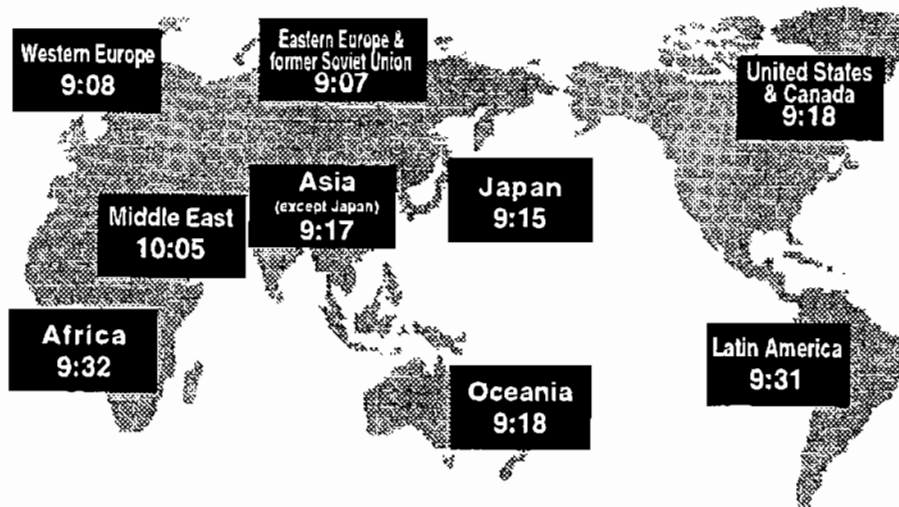 Western Europe
9:08
Eastern Europe &
former Soviet Union
9:07
United States
& Canada
9:18
Middle East
10:05
Asia
(except Japan)
9:17
Japan
9:15
Africa
9:32
Oceania
9:18
Latin America
9:31